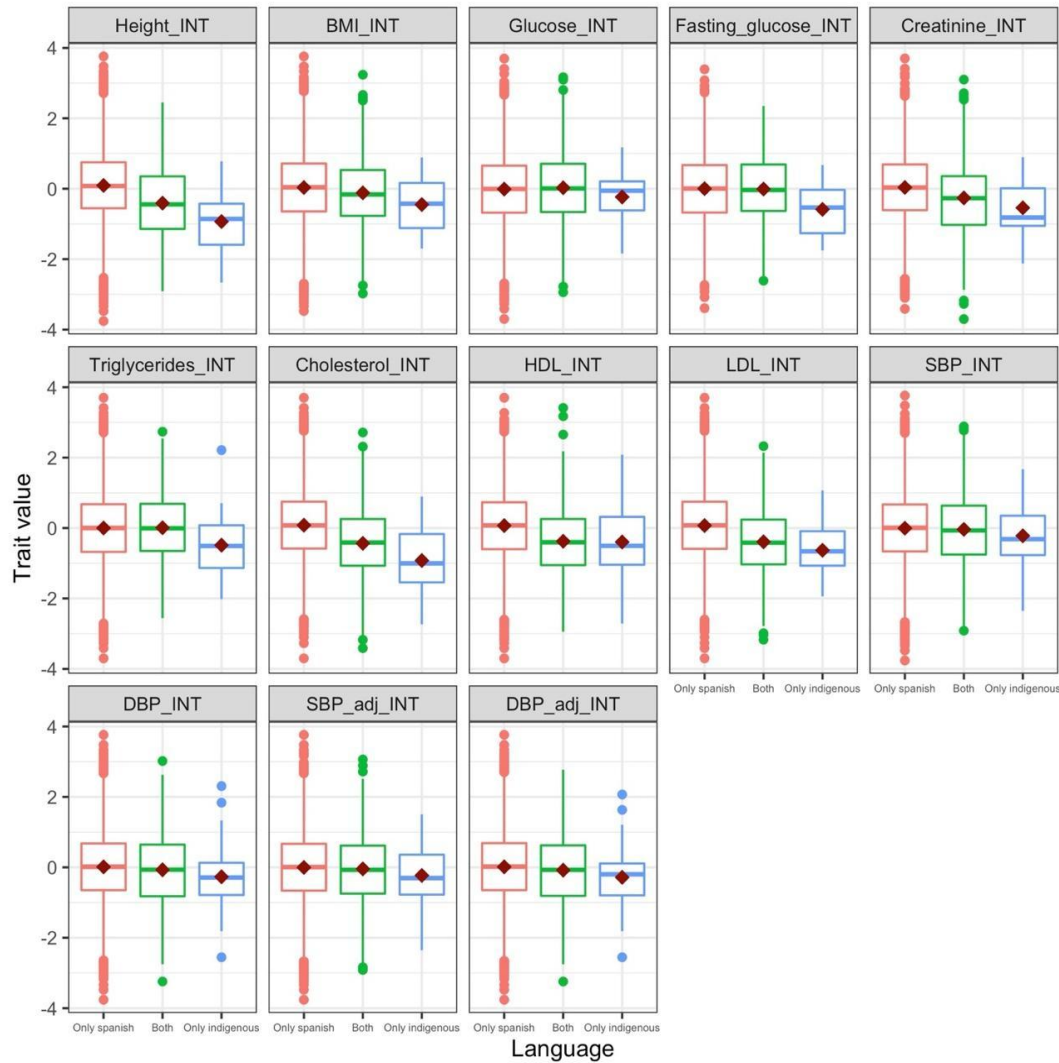 Height_INT BMI_INT Glucose_INT Fasting_glucose_INT Creatinine_INT
4
2
0
-2
-4
Triglycerides_INT Cholesterol_INT HDL_INT LDL_INT SBP_INT
4
2
0
-2
-4
Only spanish Both Only indigenous Only spanish Both Only indigenous
DBP_INT SBP_adj_INT DBP_adj_INT
4
2
0
-2
-4
Only spanish Both Only indigenous Only spanish Both Only indigenous Only spanish Both Only indigenous
Trait value
Language